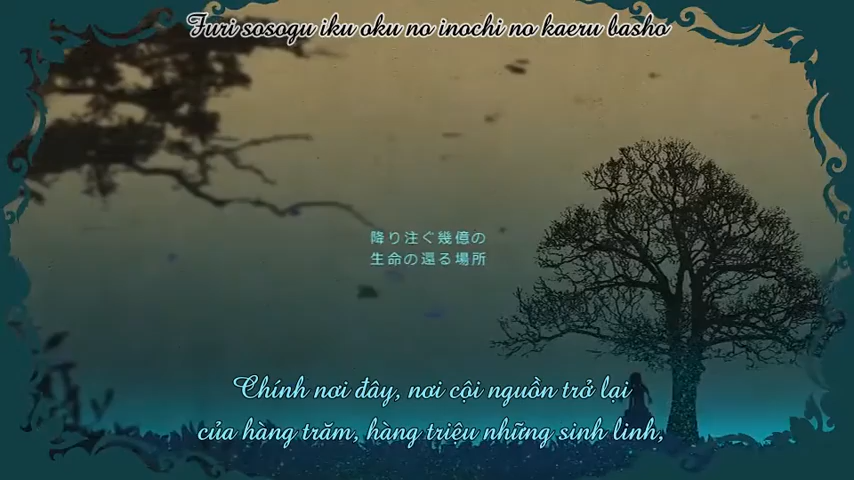 Furi sosogu iku oku no inochi no kaeru basho
降り注ぐ幾億の
生命の還る場所
Chính nơi đây, nơi cội nguồn trở lại
của hàng trăm, hàng triệu những sinh linh,